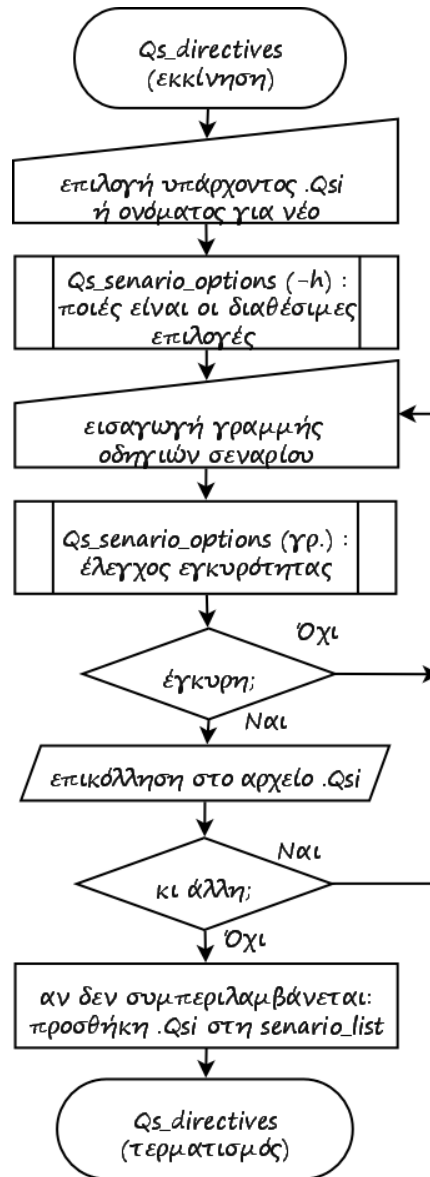 Qs_directives
(εκκίνηση)
επιλογή υπάρχοντος .Qsi
ή ονόματος για νέο
Qs_senario_options (-h) :
ποιές είναι οι διαθέσιμες
επιλογές
εισαγωγή γραμμής
οδηγιών σεναρίου
Qs_senario_options (γρ.) :
έλεγχος εγκυρότητας
Όχι
έγκυρη;
Ναι
επικόλληση στο αρχείο .Qsi
Ναι
κι άλλη;
Όχι
αν δεν συμπεριλαμβάνεται:
προσθήκη .Qsi στη senario_list
Qs_directives
(τερματισμός)